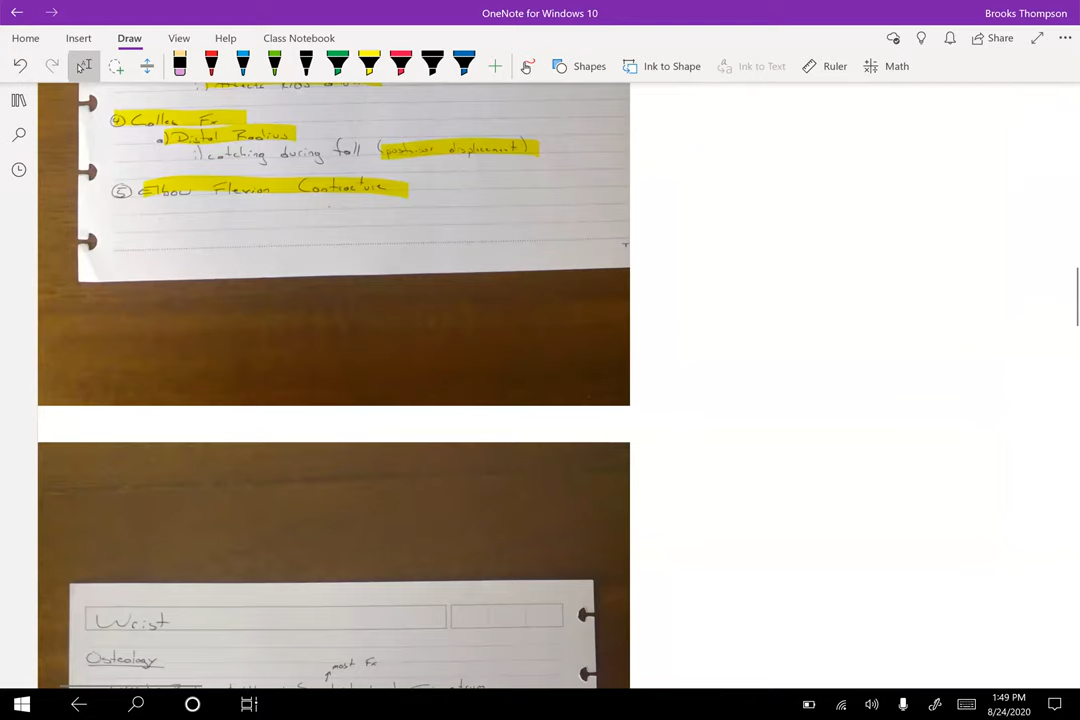 OneNote for Windows 10
Brooks Thompson
Home Insert Draw View Help Class Notebook
Share
Shapes Ink to Shape Ink to Text Ruler Math
④ Colles Fx
a) Distal Radius
i) catching during fall (posterior displacement)
⑤ Elbow Flexion Contracture
Wrist
Osteology
most Fx
1:49 PM
8/24/2020